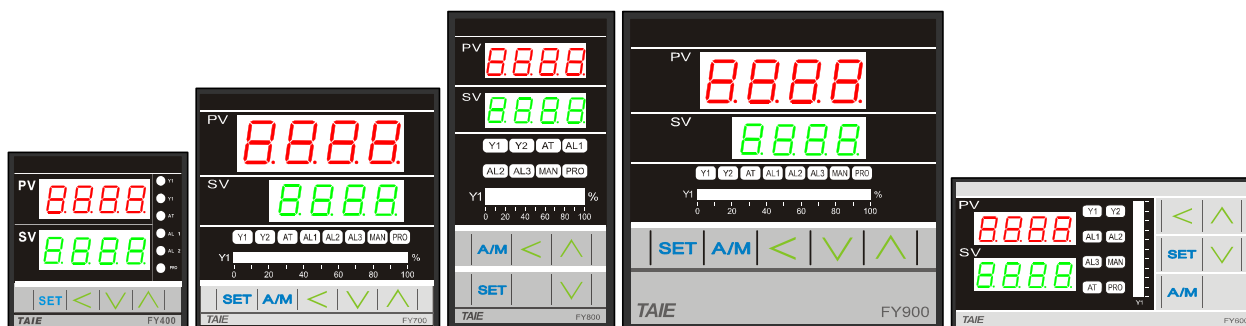 PV
8.8.8.8.
Y1
Y1
AT
AL 1
AL 2
PRO
SV
8.8.8.8.
SET
TAIE FY400
PV
8.8.8.8.
SV
8.8.8.8.
Y1 Y2 AT AL1 AL2 AL3 MAN PRO
Y1 %
0 20 40 60 80 100
SET A/M
TAIE FY700
PV
8.8.8.8.
SV
8.8.8.8.
Y1 Y2 AT AL1
AL2 AL3 MAN PRO
Y1 %
0 20 40 60 80 100
A/M
SET
TAIE FY800
PV
8.8.8.8.
SV
8.8.8.8.
Y1 Y2 AT AL1 AL2 AL3 MAN PRO
Y1 %
0 20 40 60 80 100
SET A/M
TAIE FY900
PV
8.8.8.8.
Y1 Y2
AL1 AL2
SV
8.8.8.8.
AL3 MAN
AT PRO
Y1
SET
A/M
TAIE FY600